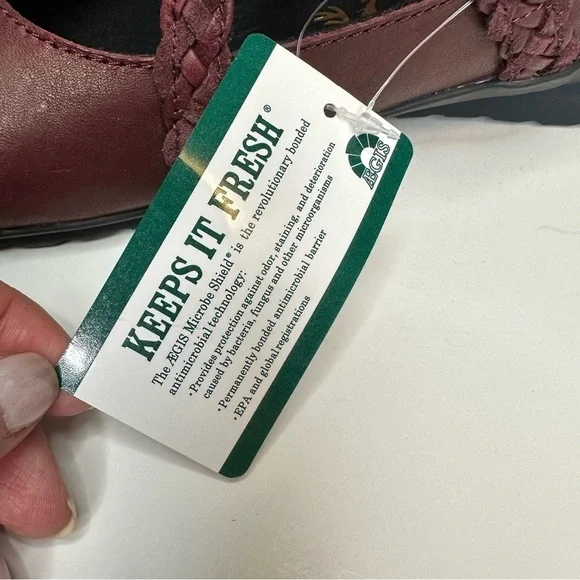 KEEPS IT FRESH®
The ÆGIS Microbe Shield® is the revolutionary bonded
antimicrobial technology:
·Provides protection against odor, staining, and deterioration
caused by bacteria, fungus and other microorganisms
·Permanently bonded antimicrobial barrier
·EPA and global registrations
ÆGIS